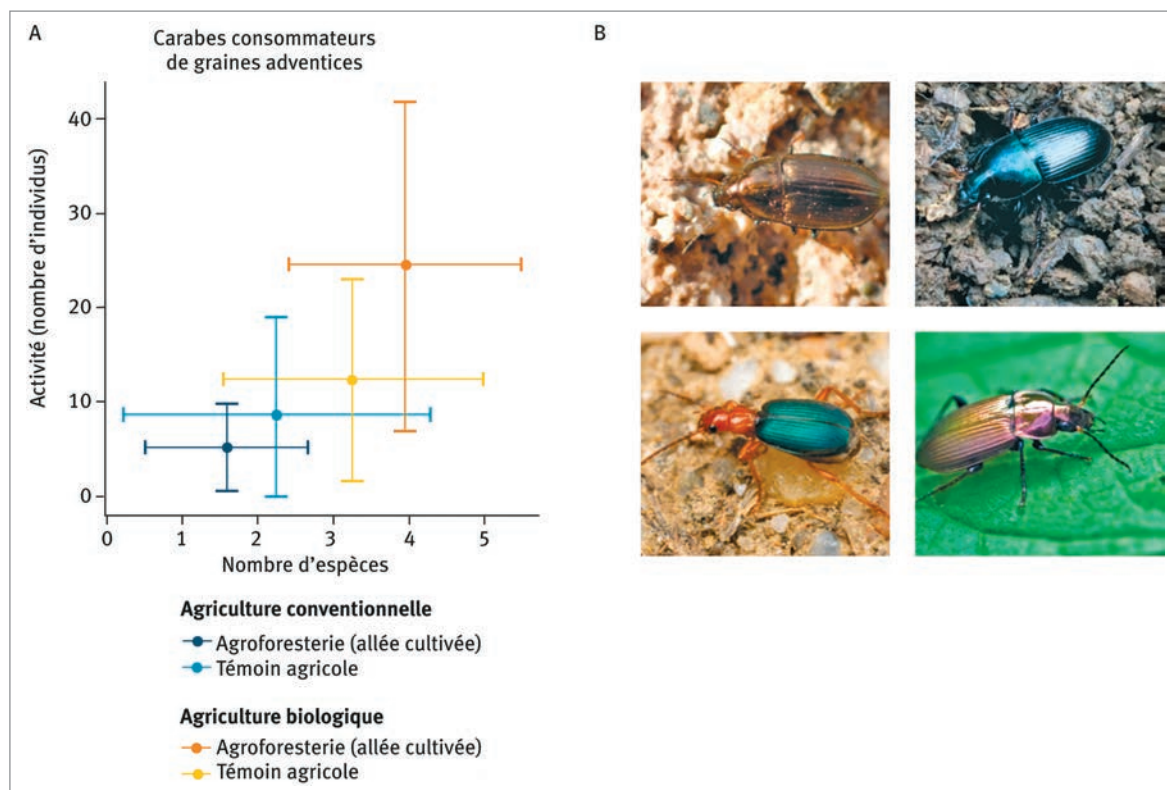 A
Carabes consommateurs
de graines adventices
Activité (nombre d'individus)
40
30
20
10
0
0 1 2 3 4 5
Nombre d'espèces
Agriculture conventionnelle
Agroforesterie (allée cultivée)
Témoin agricole
Agriculture biologique
Agroforesterie (allée cultivée)
Témoin agricole
B